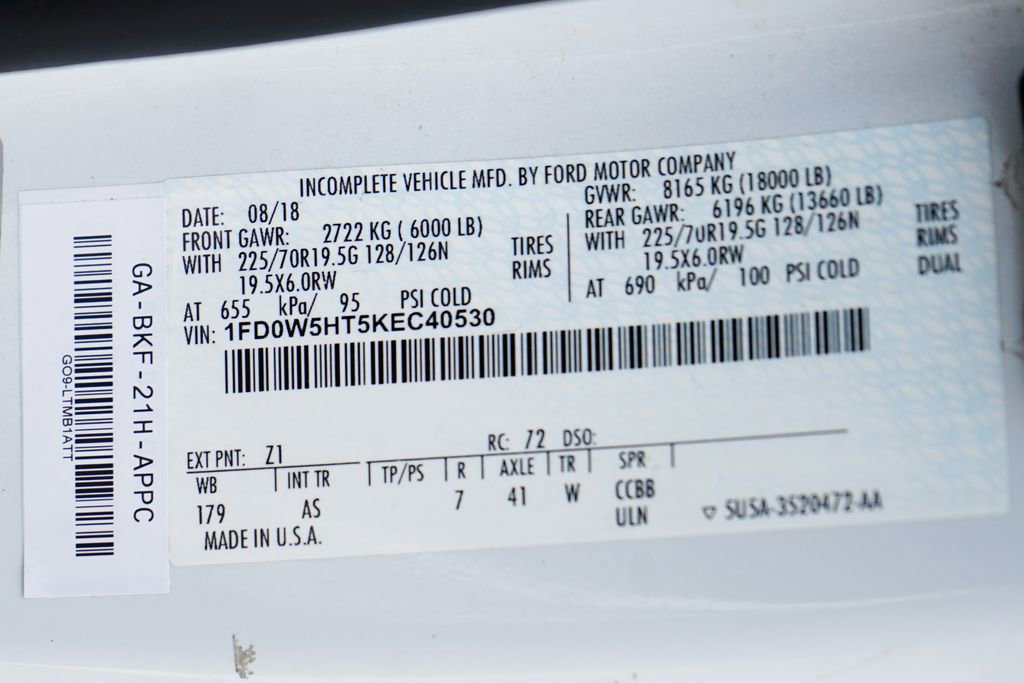 GA-BKF-21H-APPC
GO9-LTMB1ATT
INCOMPLETE VEHICLE MFD. BY FORD MOTOR COMPANY
DATE: 08/18
FRONT GAWR: 2722 KG ( 6000 LB)
WITH 225/70R19.5G 128/126N TIRES
19.5X6.0RW RIMS
AT 655 kPa/ 95 PSI COLD
GVWR: 8165 KG (18000 LB)
REAR GAWR: 6196 KG (13660 LB)
WITH 225/70R19.5G 128/126N TIRES
19.5X6.0RW RIMS
AT 690 kPa/ 100 PSI COLD DUAL
VIN: 1FD0W5HT5KEC40530
EXT PNT: Z1 RC: 72 DSO:
WB INT TR TP/PS R AXLE TR SPR
179 AS 7 41 W CCBB
ULN
MADE IN U.S.A.
▽ 5U5A-3520472-AA